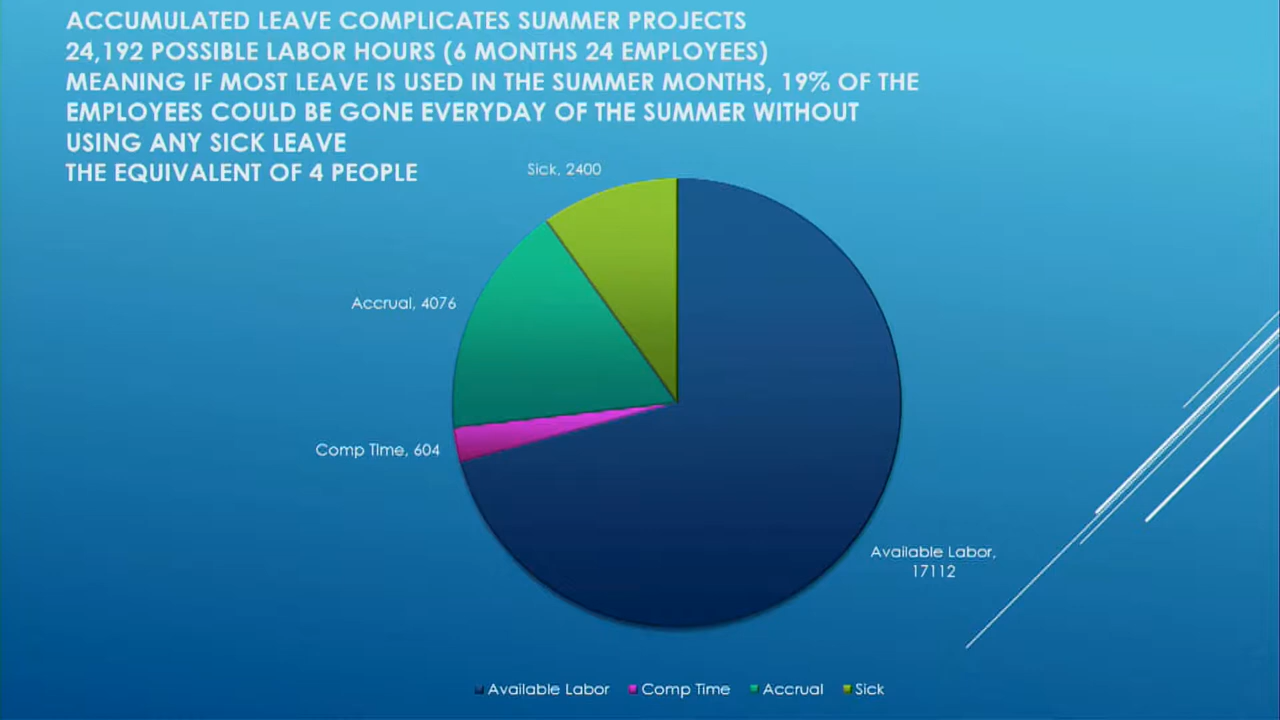 ACCUMULATED LEAVE COMPLICATES SUMMER PROJECTS
24,192 POSSIBLE LABOR HOURS (6 MONTHS 24 EMPLOYEES)
MEANING IF MOST LEAVE IS USED IN THE SUMMER MONTHS, 19% OF THE
EMPLOYEES COULD BE GONE EVERYDAY OF THE SUMMER WITHOUT
USING ANY SICK LEAVE
THE EQUIVALENT OF 4 PEOPLE
Sick, 2400
Accrual, 4076
Comp Time, 604
Available Labor,
17112
Available Labor Comp Time Accrual Sick